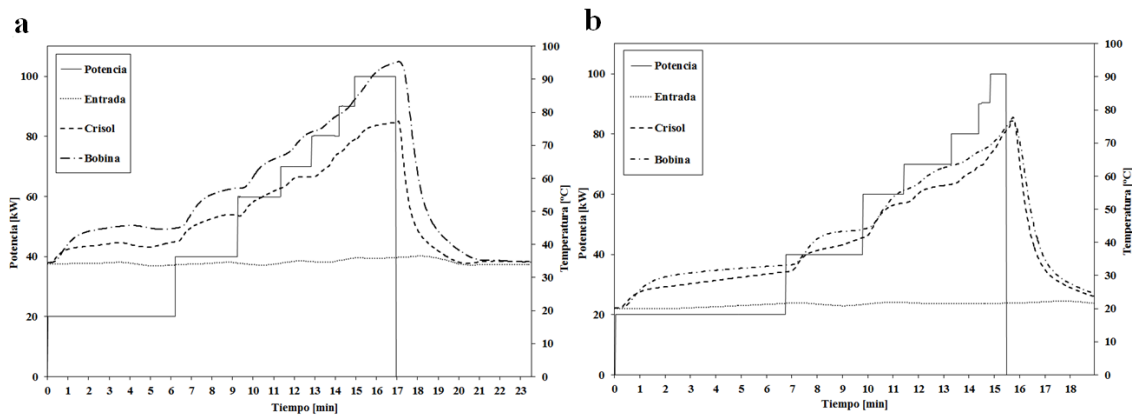 a
Potencia
Entrada
Crisol
Bobina
Potencia [kW]
100
80
60
40
20
0
0 1 2 3 4 5 6 7 8 9 10 11 12 13 14 15 16 17 18 19 20 21 22 23
Tiempo [min]
100
90
80
70
60
50
40
30
20
10
0
Temperatura [ºC]
b
Potencia
Entrada
Crisol
Bobina
Potencia [kW]
100
80
60
40
20
0
0 1 2 3 4 5 6 7 8 9 10 11 12 13 14 15 16 17 18
Tiempo [min]
100
90
80
70
60
50
40
30
20
10
0
Temperatura [ºC]